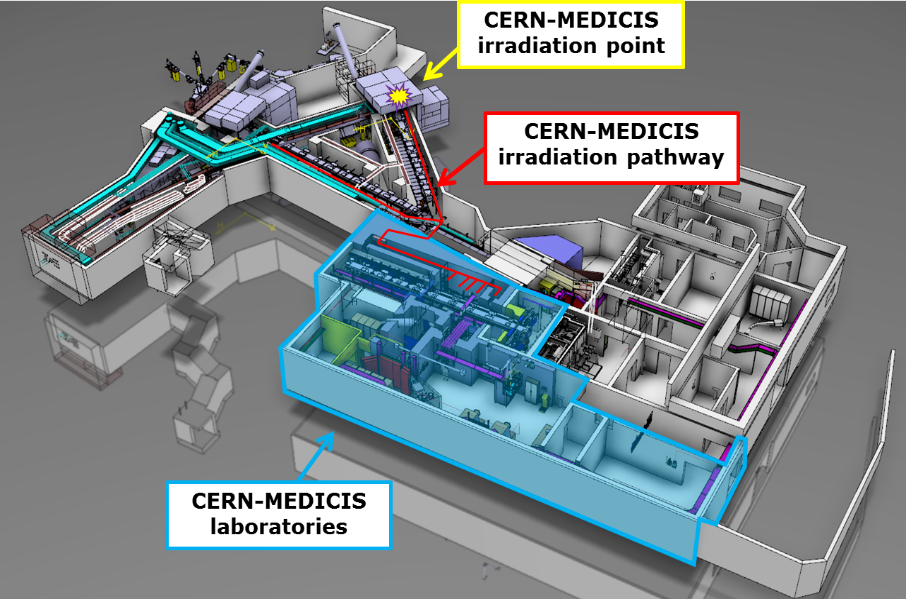 CERN-MEDICIS
irradiation point
CERN-MEDICIS
irradiation pathway
CERN-MEDICIS
laboratories